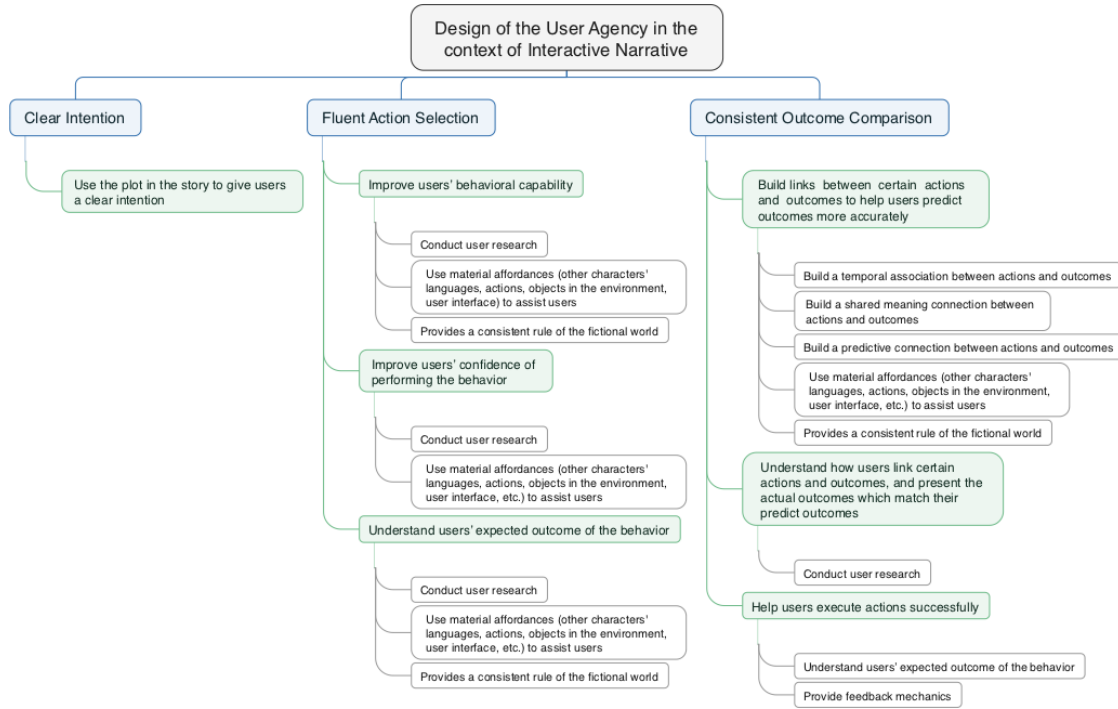 Design of the User Agency in the
context of Interactive Narrative
Clear Intention
Use the plot in the story to give users
a clear intention
Fluent Action Selection
Improve users' behavioral capability
Conduct user research
Use material affordances (other characters'
languages, actions, objects in the environment,
user interface) to assist users
Provides a consistent rule of the fictional world
Improve users' confidence of
performing the behavior
Conduct user research
Use material affordances (other characters'
languages, actions, objects in the environment,
user interface, etc.) to assist users
Understand users' expected outcome of the behavior
Conduct user research
Use material affordances (other characters'
languages, actions, objects in the environment,
user interface, etc.) to assist users
Provides a consistent rule of the fictional world
Consistent Outcome Comparison
Build links between certain actions
and outcomes to help users predict
outcomes more accurately
Build a temporal association between actions and outcomes
Build a shared meaning connection between
actions and outcomes
Build a predictive connection between actions and outcomes
Use material affordances (other characters'
languages, actions, objects in the environment,
user interface, etc.) to assist users
Provides a consistent rule of the fictional world
Understand how users link certain
actions and outcomes, and present the
actual outcomes which match their
predict outcomes
Conduct user research
Help users execute actions successfully
Understand users' expected outcome of the behavior
Provide feedback mechanics